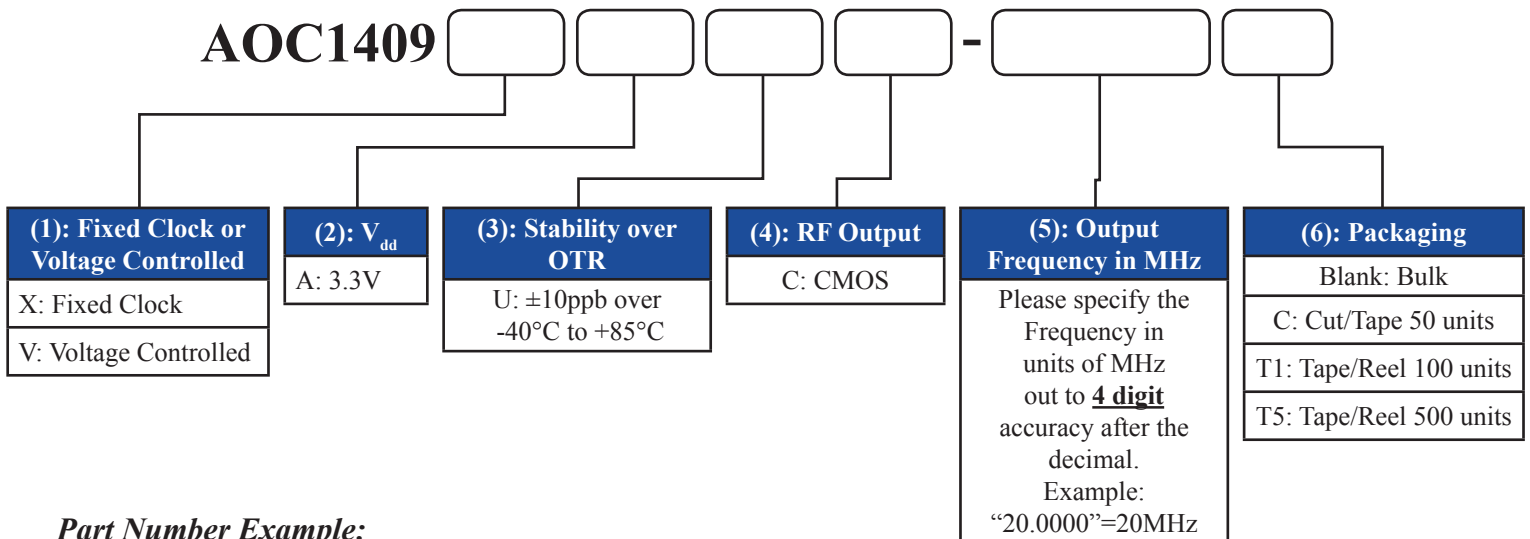 AOC1409 -
(1): Fixed Clock or
Voltage Controlled
X: Fixed Clock
V: Voltage Controlled
(2): Vdd
A: 3.3V
(3): Stability over
OTR
U: ±10ppb over
-40°C to +85°C
(4): RF Output
C: CMOS
(5): Output
Frequency in MHz
Please specify the
Frequency in
units of MHz
out to 4 digit
accuracy after the
decimal.
Example:
“20.0000”=20MHz
(6): Packaging
Blank: Bulk
C: Cut/Tape 50 units
T1: Tape/Reel 100 units
T5: Tape/Reel 500 units
Part Number Example: